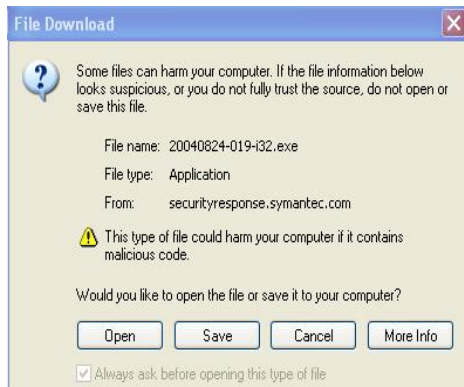 File Download
Some files can harm your computer. If the file information below
looks suspicious, or you do not fully trust the source, do not open or
save this file.
File name: 20040824-019-i32.exe
File type: Application
From: securityresponse.symantec.com
This type of file could harm your computer if it contains
malicious code.
Would you like to open the file or save it to your computer?
Open Save Cancel More Info
Always ask before opening this type of file